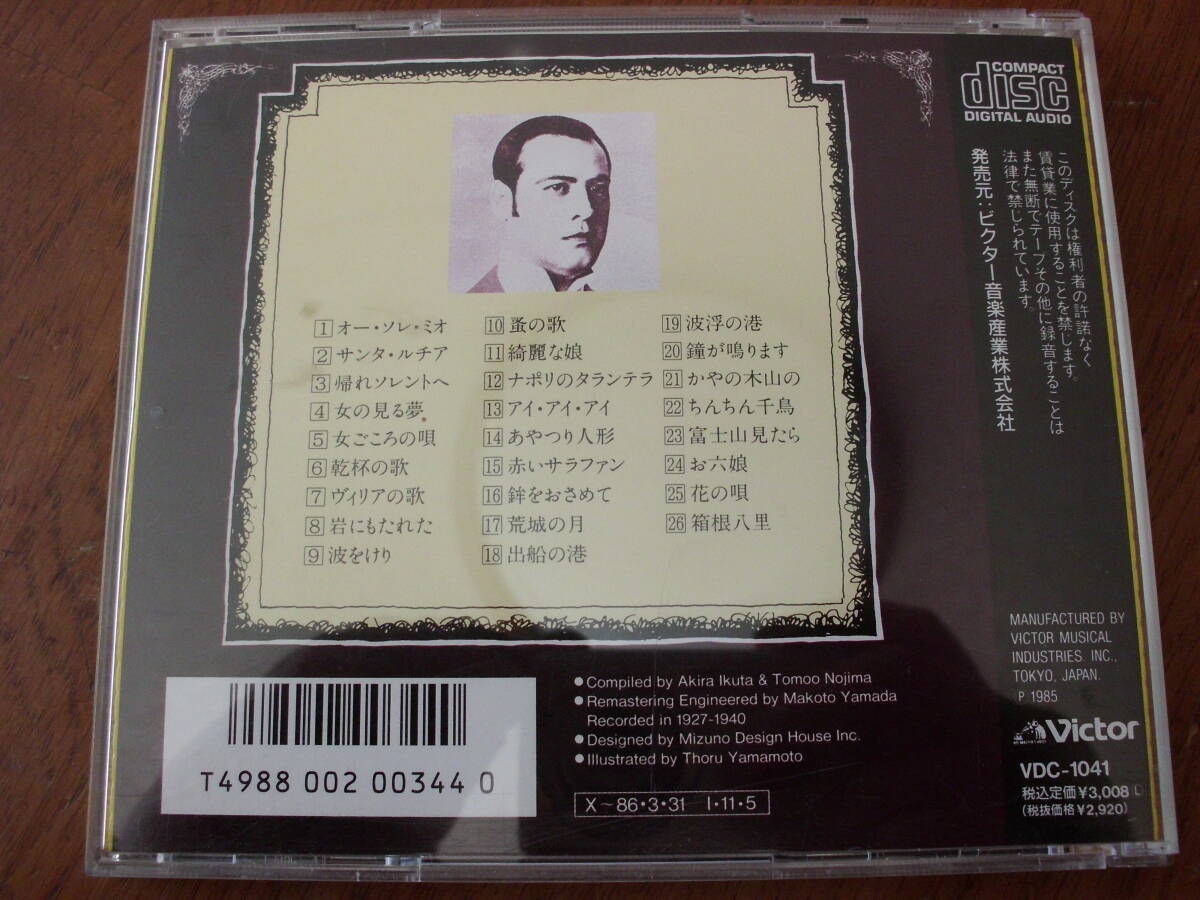 1 オー・ソレ・ミオ
2 サンタ・ルチア
3 帰れソレントへ
4 女の見る夢
5 女ごころの唄
6 乾杯の歌
7 ヴィリアの歌
8 岩にもたれた
9 波をけり
10 蚤の歌
11 綺麗な娘
12 ナポリのタランテラ
13 アイ・アイ・アイ
14 あやつり人形
15 赤いサラファン
16 鉾をおさめて
17 荒城の月
18 出船の港
19 波浮の港
20 鐘が鳴ります
21 かやの木山の
22 ちんちん千鳥
23 富士山見たら
24 お六娘
25 花の唄
26 箱根八里
T4988 002 00344 0
• Compiled by Akira Ikuta & Tomoo Nojima
• Remastering Engineered by Makoto Yamada
Recorded in 1927-1940
• Designed by Mizuno Design House Inc.
• Illustrated by Thoru Yamamoto
X～86・3・31 I・11・5
COMPACT
disc
DIGITAL AUDIO
このディスクは権利者の許諾なく
賃貸業に使用することを禁じます。
また無断でテープその他に録音することは
法律で禁じられています。
発売元：ビクター音楽産業株式会社
MANUFACTURED BY
VICTOR MUSICAL
INDUSTRIES. INC.,
TOKYO, JAPAN.
P 1985
Victor
VDC-1041
税込定価¥3,008 Ⓛ
(税抜価格¥2,920)